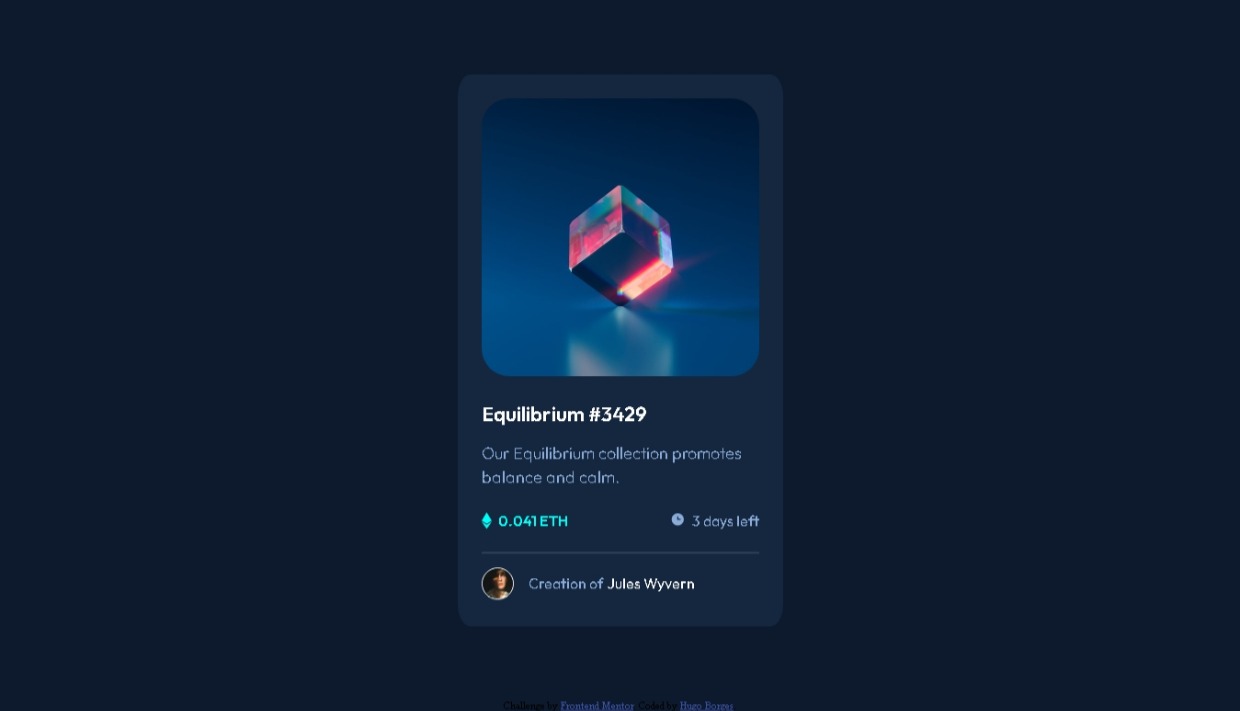 Equilibrium #3429
Our Equilibrium collection promotes
balance and calm.
0.041 ETH
3 days left
Creation of Jules Wyvern
Challenge by Frontend Mentor. Coded by Hugo Borges